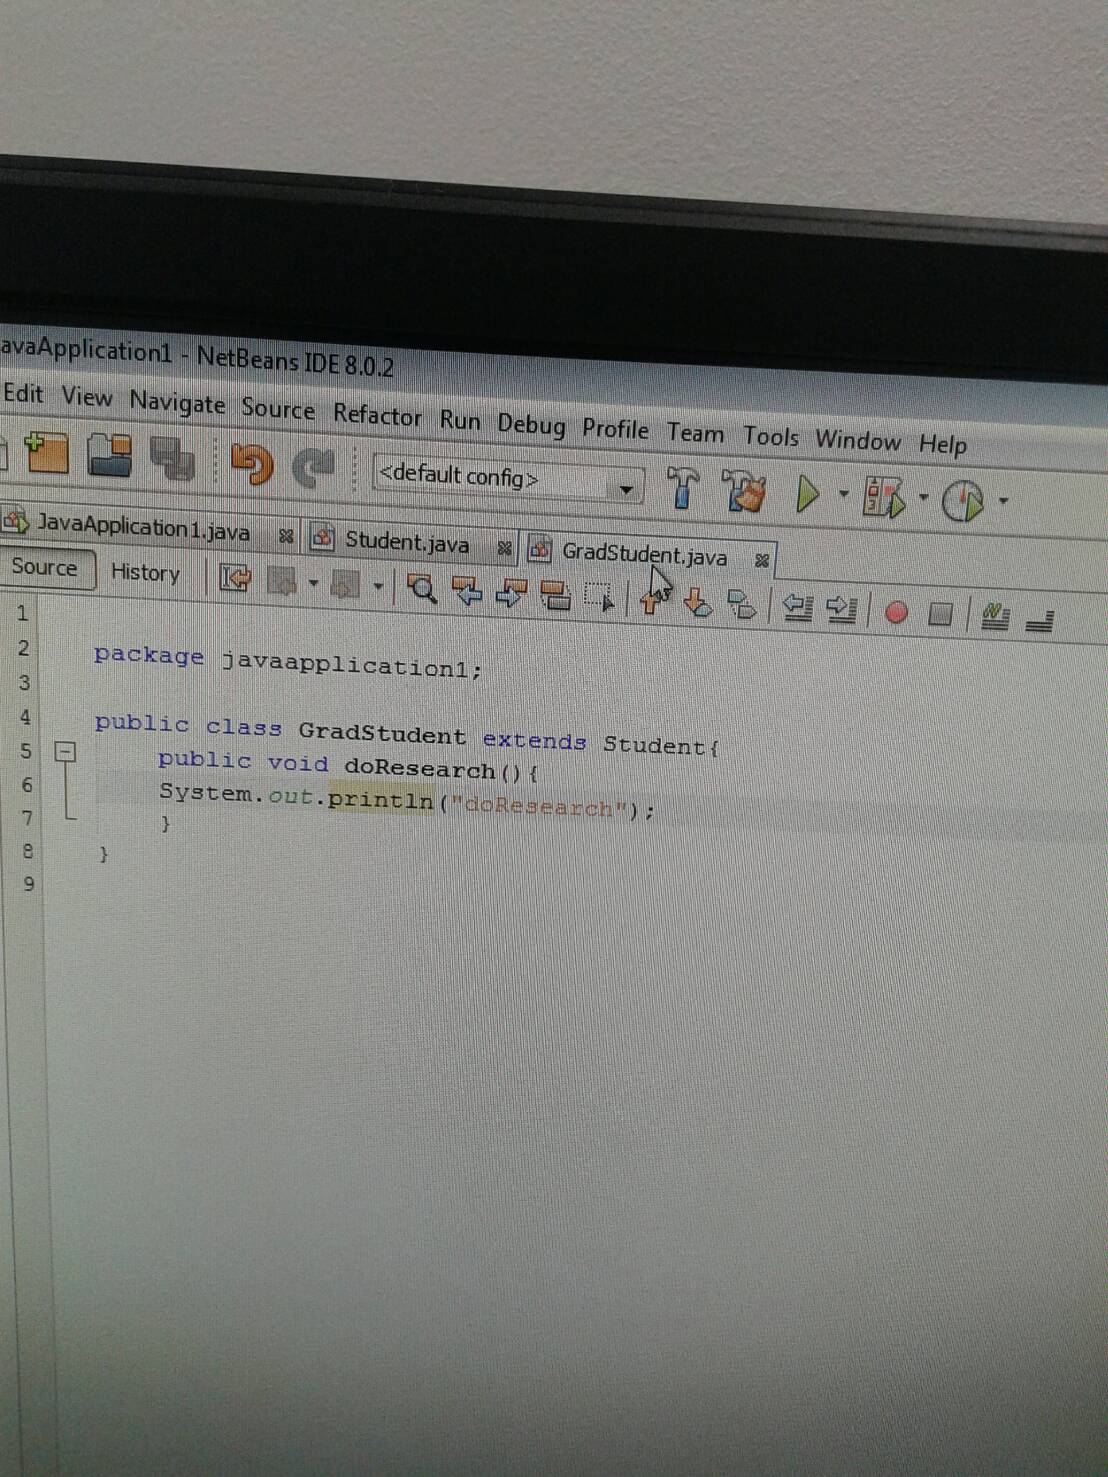 avaApplication1 - NetBeans IDE 8.0.2
Edit View Navigate Source Refactor Run Debug Profile Team Tools Window Help
<default config>
JavaApplication1.java Student.java GradStudent.java
Source History
1
2 package javaapplication1;
3
4 public class GradStudent extends Student{
5 public void doResearch(){
6 System.out.println("doResearch");
7 }
8 }
9